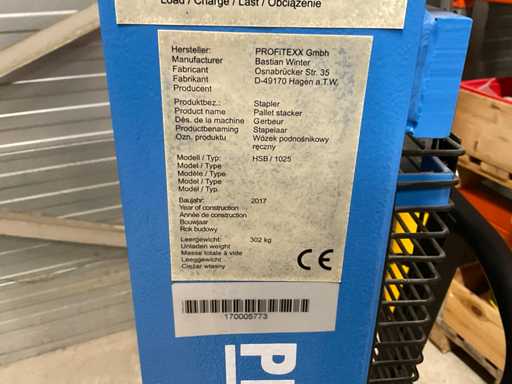 Load / Charge / Last / Obciążenie
Hersteller: PROFITEXX Gmbh
Manufacturer Bastian Winter
Fabricant Osnabrücker Str. 35
Fabrikant D-49170 Hagen a.T.W.
Producent
Produktbez.: Stapler
Product name Pallet stacker
Dés. de la machine Gerbeur
Productbenaming Stapelaar
Ozn. produktu Wózek podnośnikowy
ręczny
Modell / Typ: HSB / 1025
Model / Type
Modèle / Type
Model / Type
Model / Typ.
Baujahr: 2017
Year of construction
Année de construction
Bouwjaar
Rok budowy
Leergewicht: 302 kg
Unladen weight
Masse totale à vide
Leeggewicht
Ciężar własny
CE
170005773